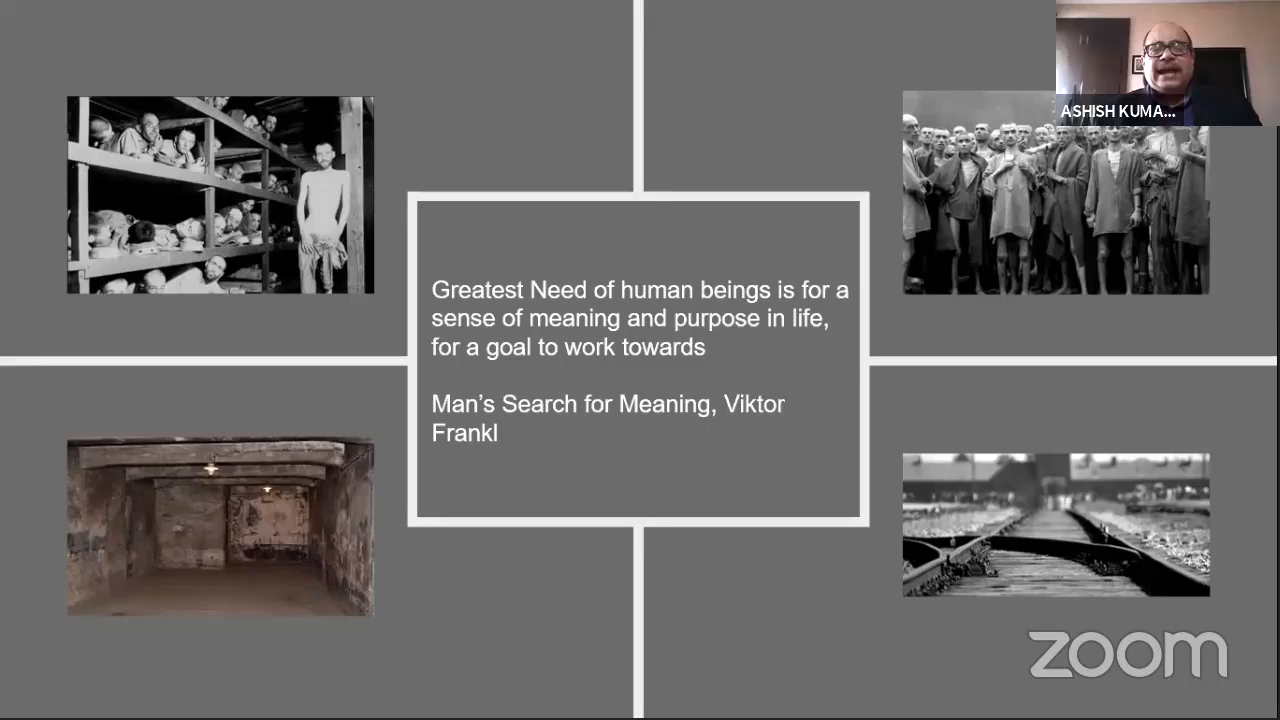 ASHISH KUMA...
Greatest Need of human beings is for a
sense of meaning and purpose in life,
for a goal to work towards
Man's Search for Meaning, Viktor
Frankl
zoom